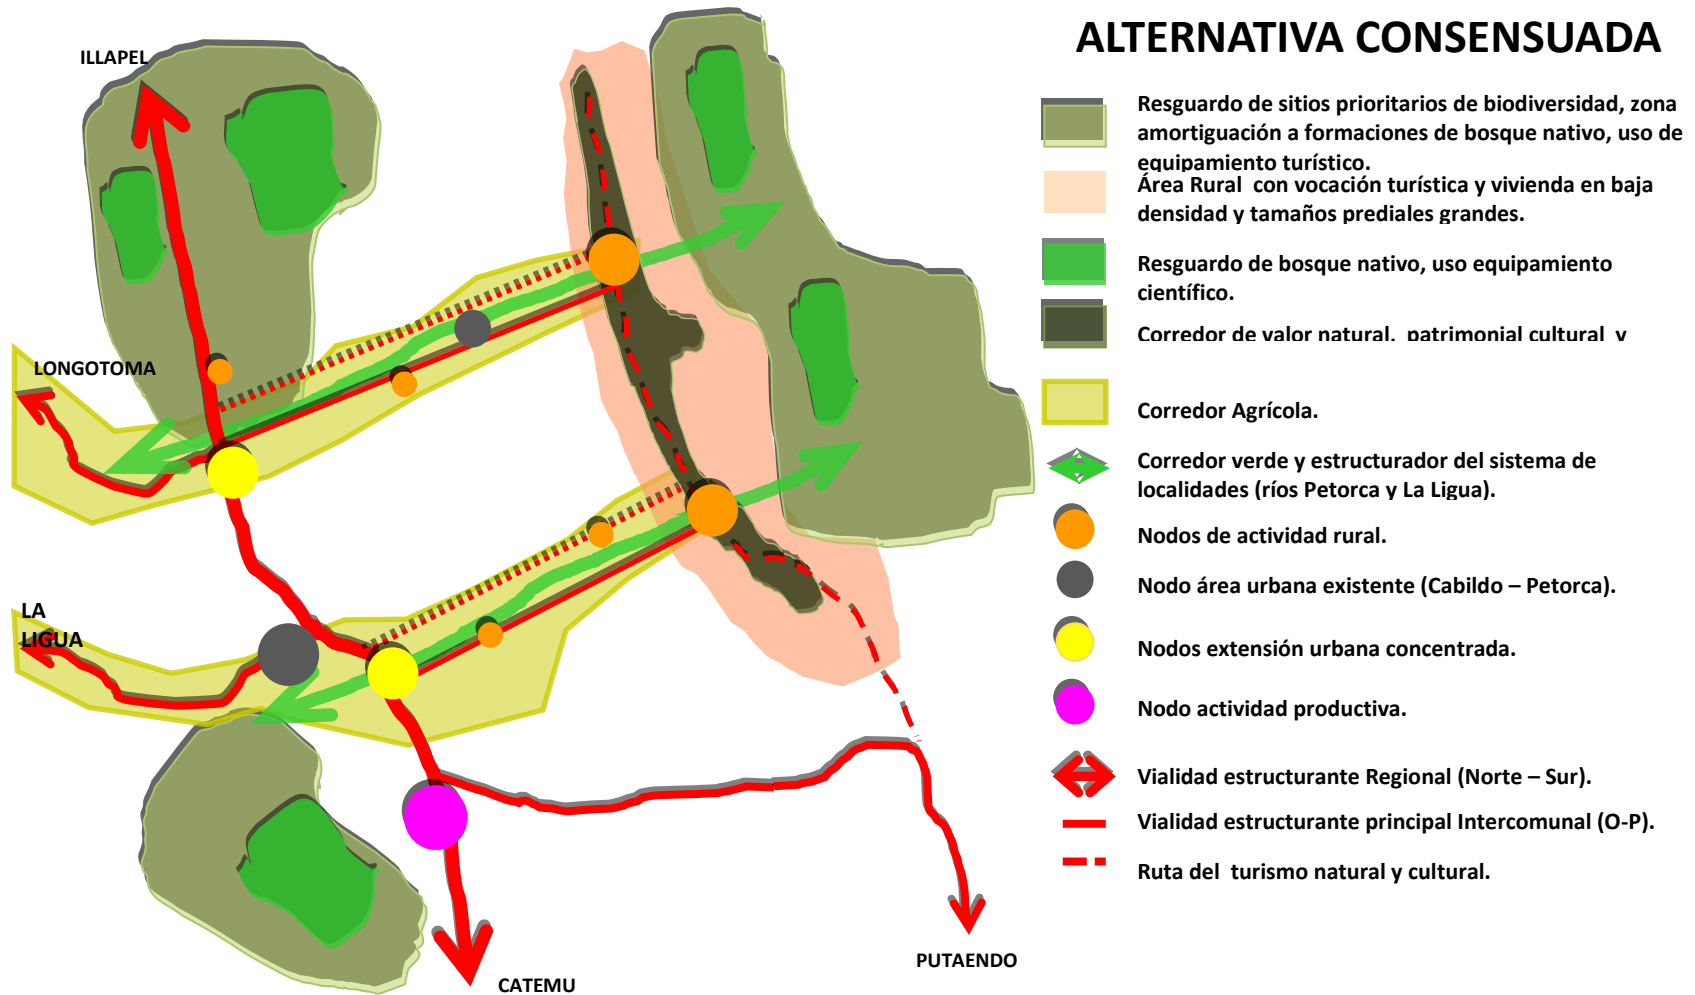 ALTERNATIVA CONSENSUADA
ILLAPEL
LONGOTOMA
LA
LIGUA
CATEMU
PUTAENDO
Resguardo de sitios prioritarios de biodiversidad, zona
amortiguación a formaciones de bosque nativo, uso de
equipamiento turístico.
Área Rural con vocación turística y vivienda en baja
densidad y tamaños prediales grandes.
Resguardo de bosque nativo, uso equipamiento
científico.
Corredor de valor natural, patrimonial cultural y
Corredor Agrícola.
Corredor verde y estructurador del sistema de
localidades (ríos Petorca y La Ligua).
Nodos de actividad rural.
Nodo área urbana existente (Cabildo – Petorca).
Nodos extensión urbana concentrada.
Nodo actividad productiva.
Vialidad estructurante Regional (Norte – Sur).
Vialidad estructurante principal Intercomunal (O-P).
Ruta del turismo natural y cultural.